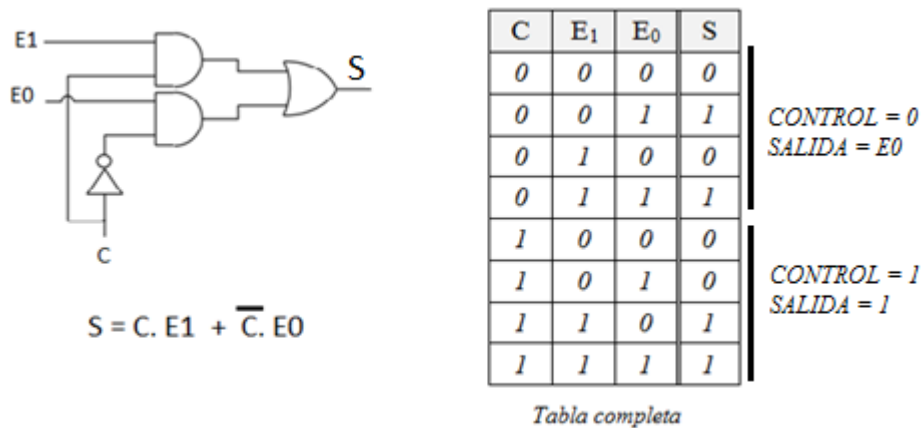 E1
E0
S
C
S = C. E1 + C̅. E0
C E₁ E₀ S
0 0 0 0
0 0 1 1
0 1 0 0
0 1 1 1
1 0 0 0
1 0 1 0
1 1 0 1
1 1 1 1
CONTROL = 0
SALIDA = E0
CONTROL = 1
SALIDA = 1
Tabla completa